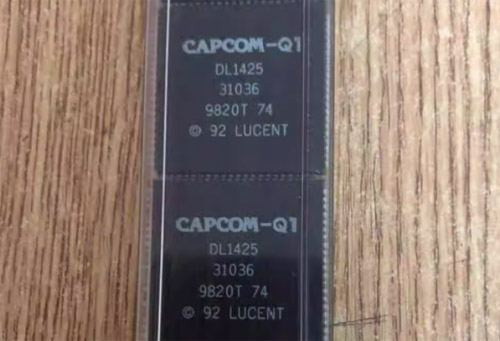 CAPCOM-Q1
DL1425
31036
9820T 74
© 92 LUCENT
CAPCOM-Q1
DL1425
31036
9820T 74
© 92 LUCENT